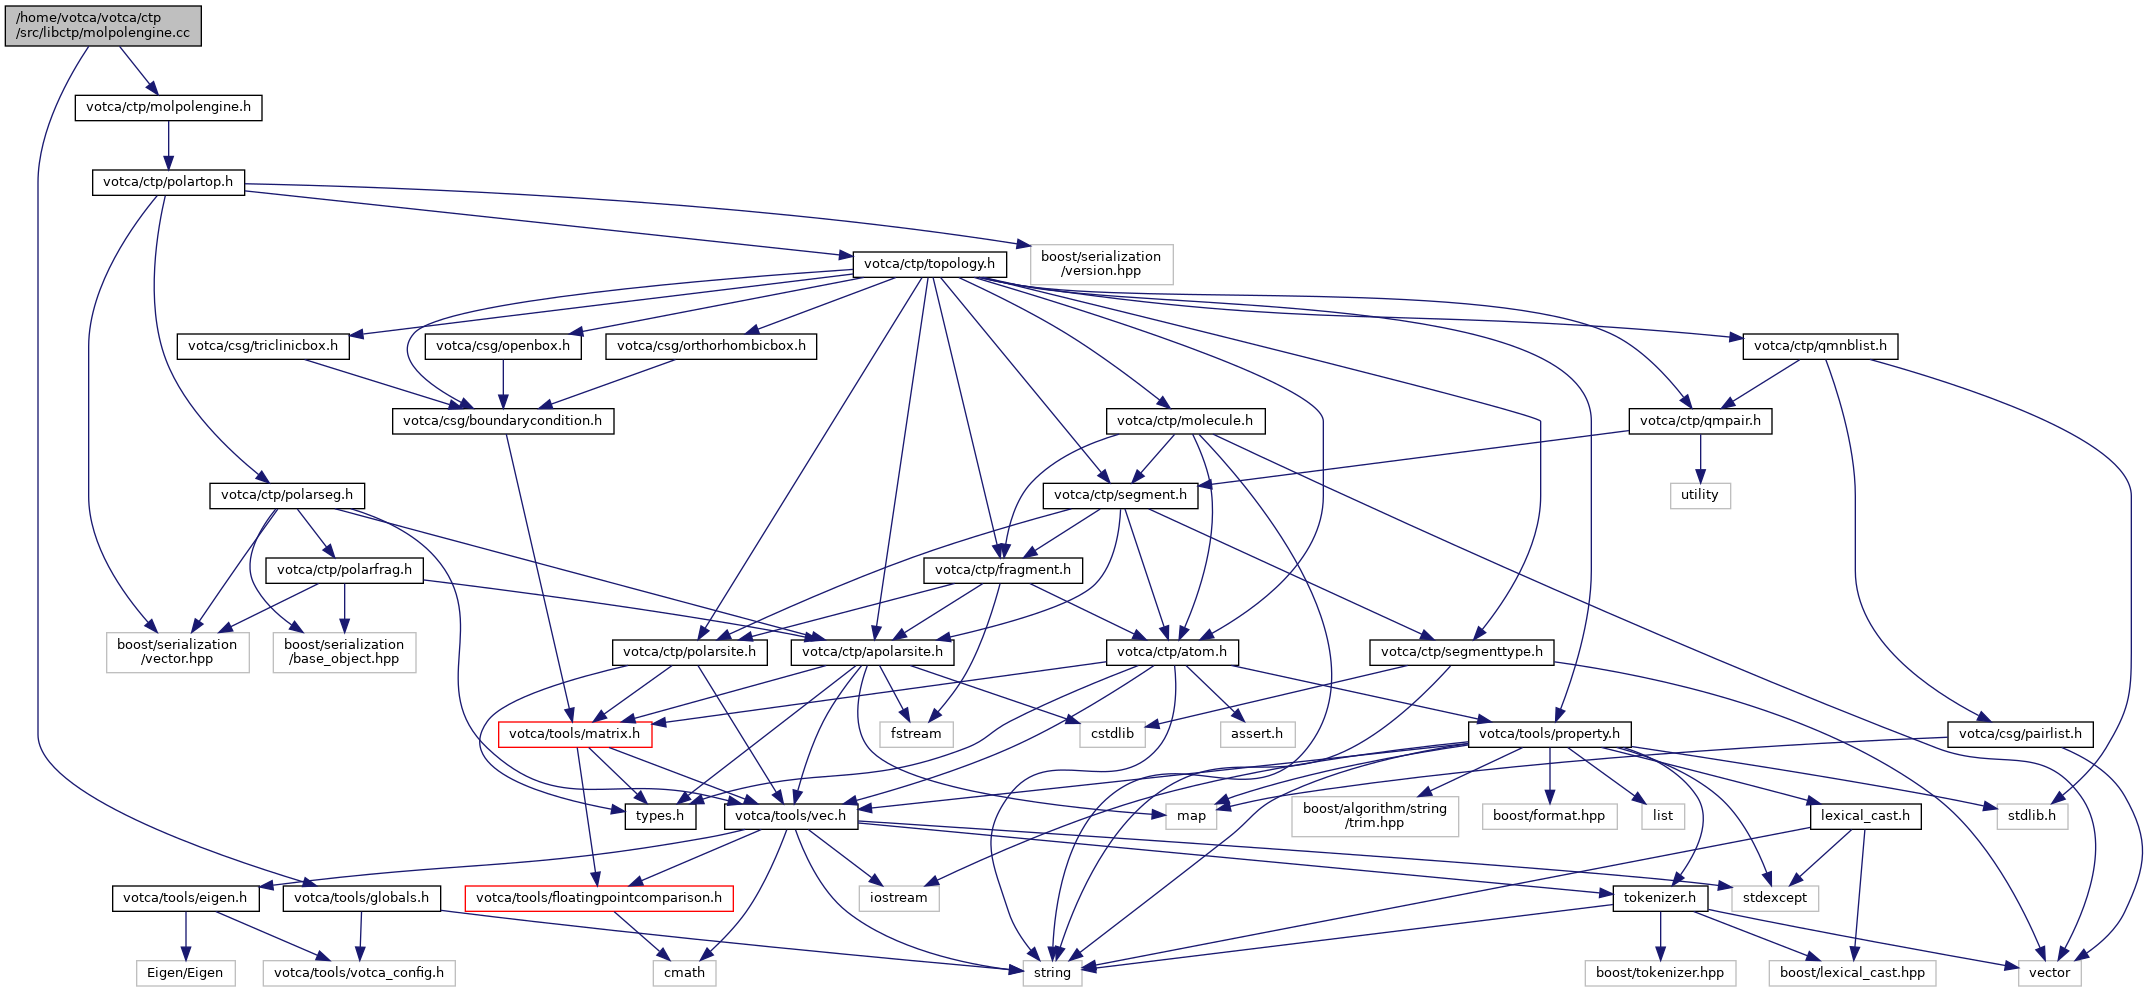 /home/votca/votca/ctp
/src/libctp/molpolengine.cc
votca/ctp/molpolengine.h
votca/ctp/polartop.h
votca/ctp/topology.h
boost/serialization
/version.hpp
votca/csg/triclinicbox.h
votca/csg/openbox.h
votca/csg/orthorhombicbox.h
votca/ctp/qmnblist.h
votca/csg/boundarycondition.h
votca/ctp/molecule.h
votca/ctp/qmpair.h
votca/ctp/polarseg.h
votca/ctp/segment.h
utility
votca/ctp/polarfrag.h
votca/ctp/fragment.h
boost/serialization
/vector.hpp
boost/serialization
/base_object.hpp
votca/ctp/polarsite.h
votca/ctp/apolarsite.h
votca/ctp/atom.h
votca/ctp/segmenttype.h
votca/tools/matrix.h
fstream
cstdlib
assert.h
votca/tools/property.h
votca/csg/pairlist.h
types.h
votca/tools/vec.h
map
boost/algorithm/string
/trim.hpp
boost/format.hpp
list
lexical_cast.h
stdlib.h
votca/tools/eigen.h
votca/tools/globals.h
votca/tools/floatingpointcomparison.h
iostream
tokenizer.h
stdexcept
Eigen/Eigen
votca/tools/votca_config.h
cmath
string
boost/tokenizer.hpp
boost/lexical_cast.hpp
vector